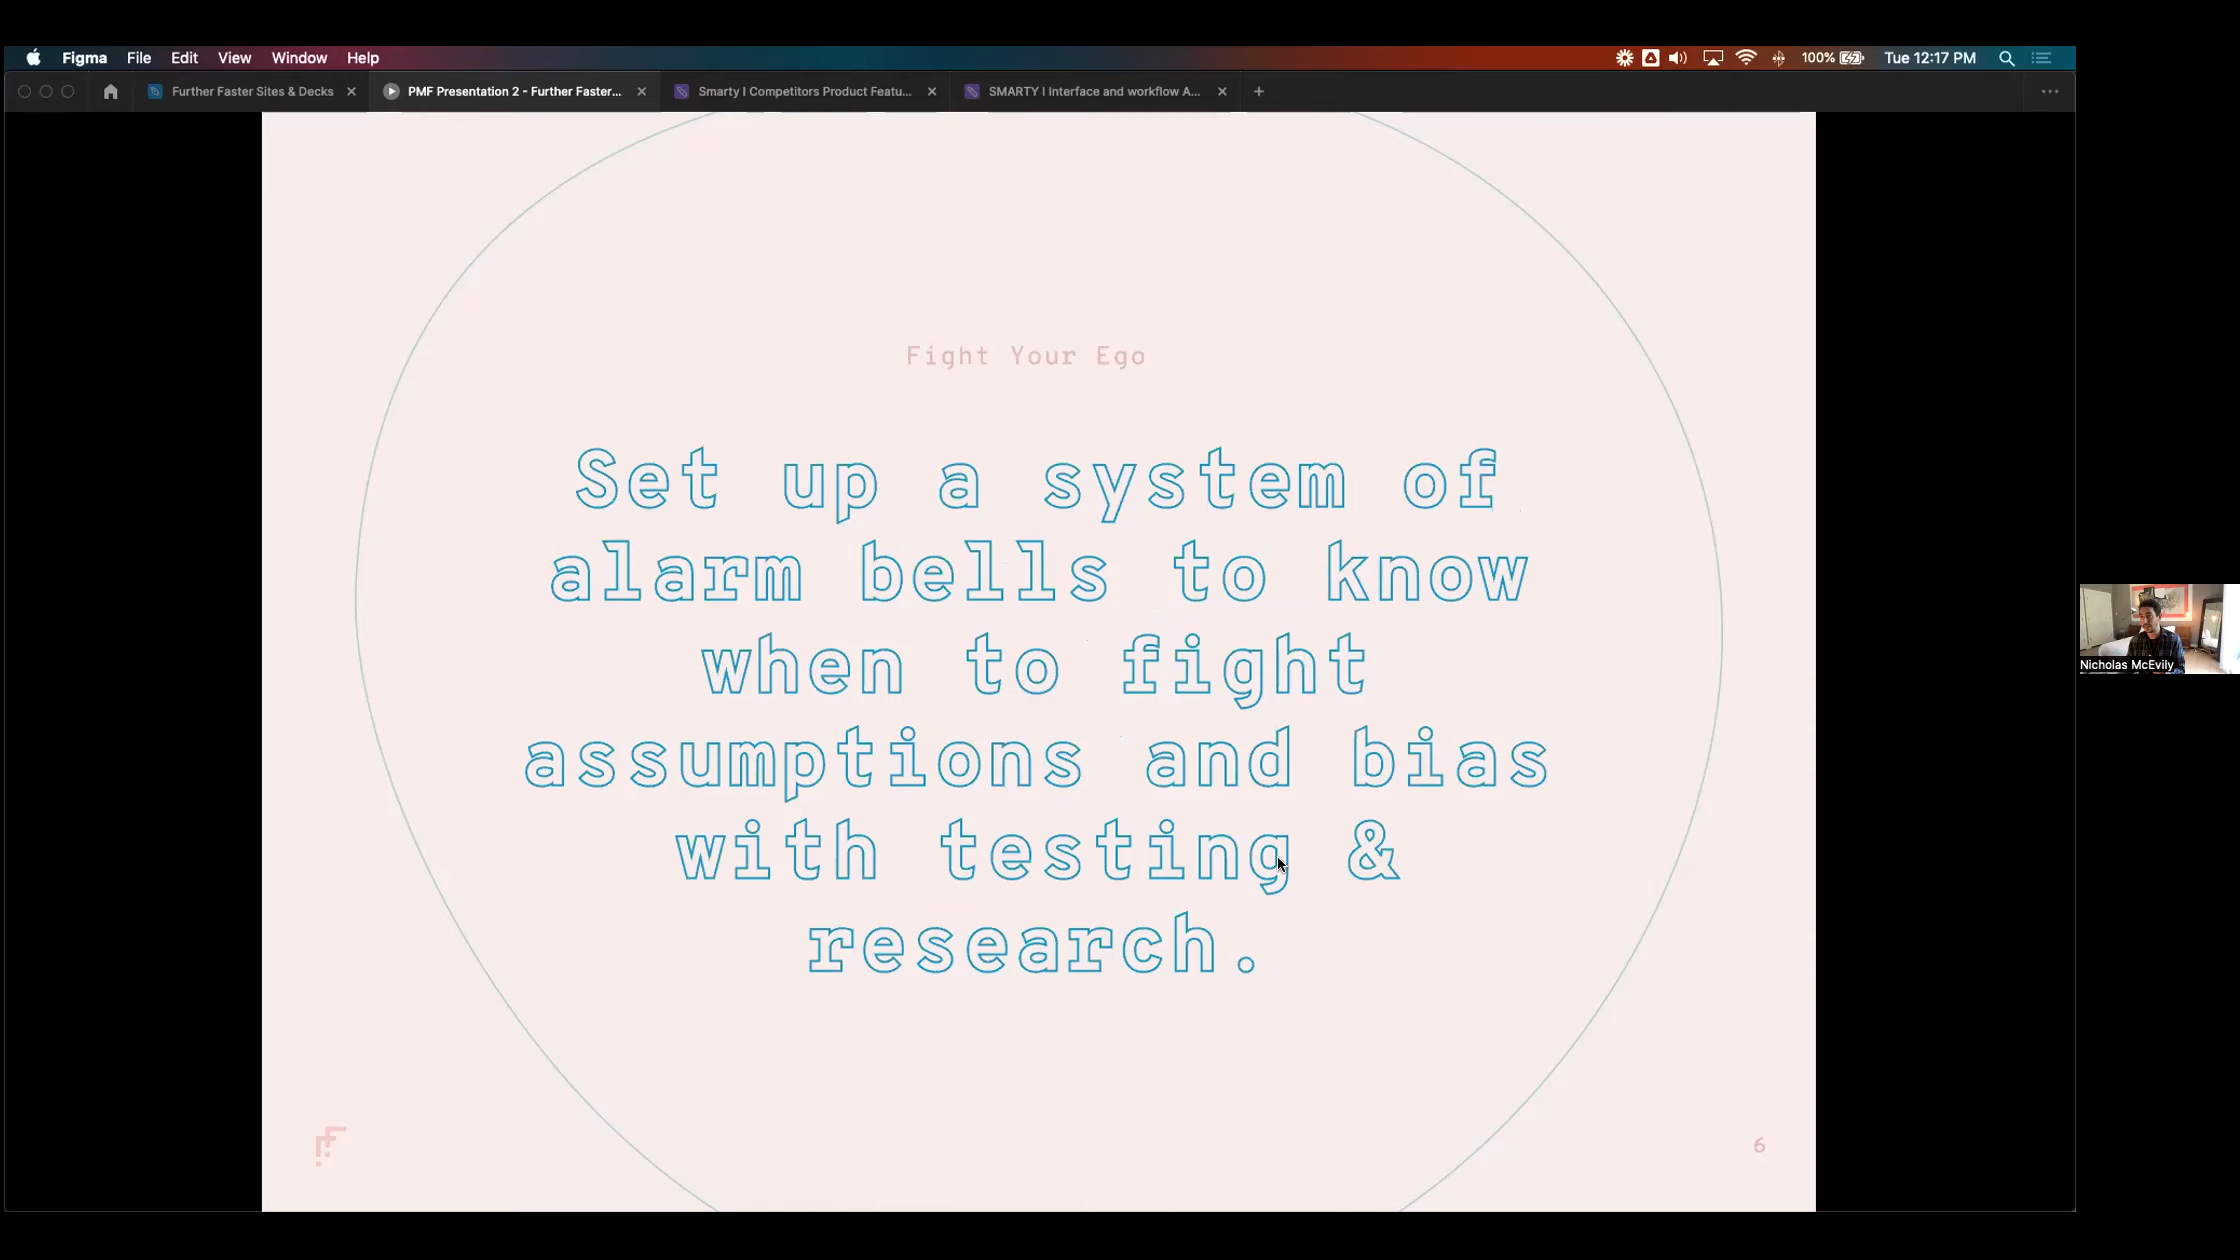 Figma File Edit View Window Help 100% Tue 12:17 PM
Further Faster Sites & Decks PMF Presentation 2 - Further Faster... Smarty I Competitors Product Featu... SMARTY I Interface and workflow A...
Fight Your Ego
Set up a system of
alarm bells to know
when to fight
assumptions and bias
with testing &
research.
Nicholas McEvily
6